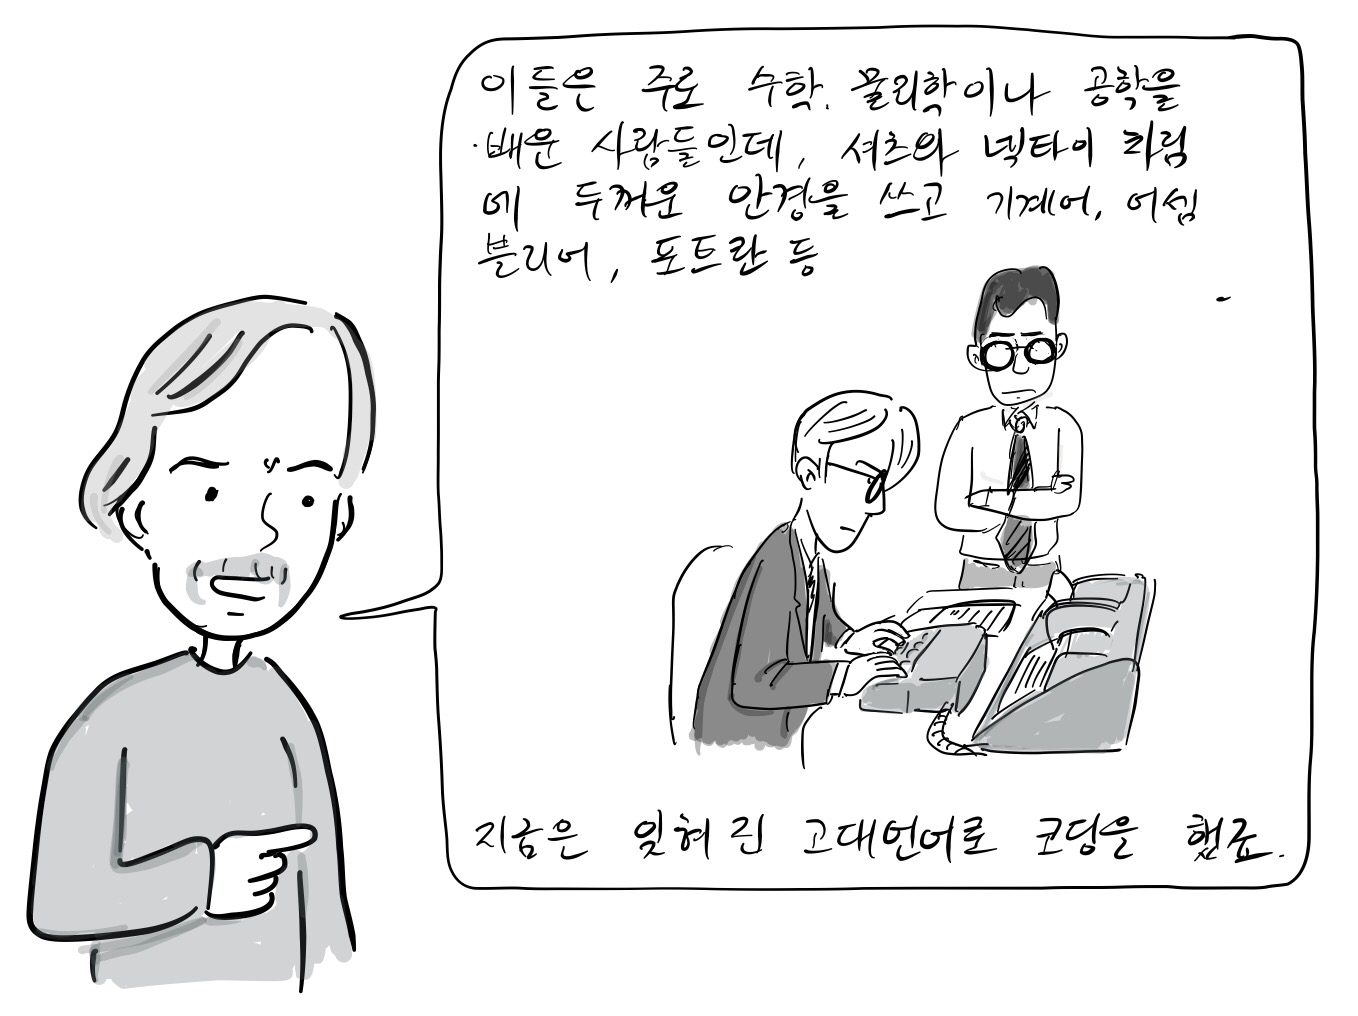 이들은 주로 수학. 물리학이나 공학을
배운 사람들인데, 셔츠와 넥타이 차림
에 두꺼운 안경을 쓰고 기계어, 어셈
블리어, 포트란 등
지금은 잊혀진 고대언어로 코딩을 했죠.